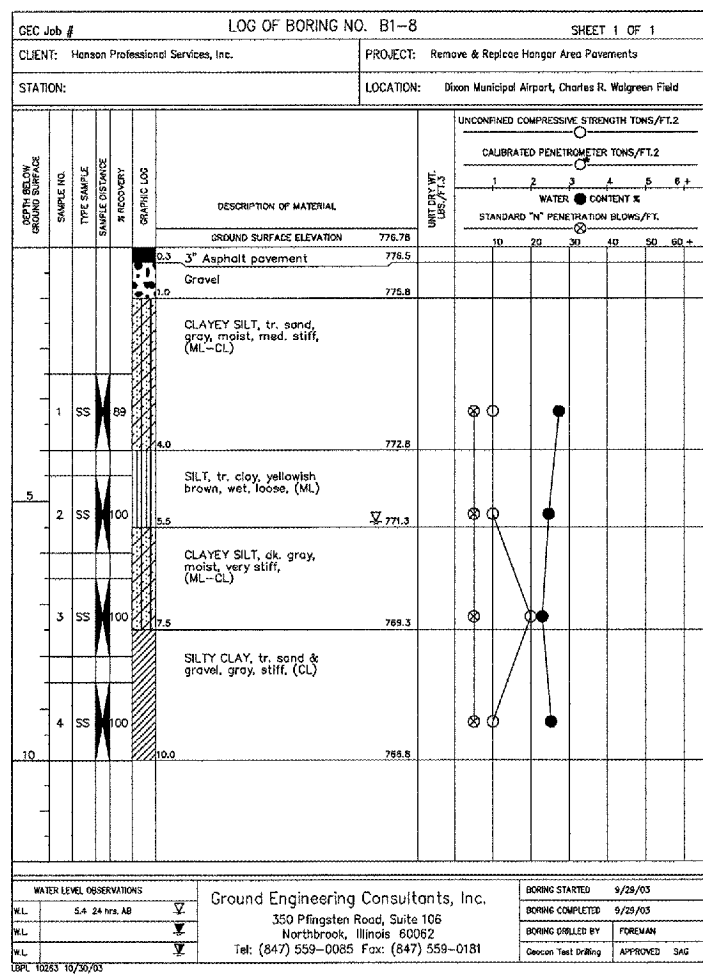 GEC Job # LOG OF BORING NO. B1-8 SHEET 1 OF 1
CLIENT: Hanson Professional Services, Inc. PROJECT: Remove & Replcae Hangar Area Pavements
STATION: LOCATION: Dixon Municipal Airport, Charles R. Walgreen Field
DEPTH BELOW
GROUND SURFACE
SAMPLE NO.
TYPE SAMPLE
SAMPLE DISTANCE
% RECOVERY
GRAPHIC LOG
DESCRIPTION OF MATERIAL
GROUND SURFACE ELEVATION 776.78
UNIT DRY WT.
LBS./FT.3
UNCONFINED COMPRESSIVE STRENGTH TONS/FT.2
CALIBRATED PENETROMETER TONS/FT.2
*
1 2 3 4 5 6 +
WATER CONTENT %
STANDARD "N" PENETRATION BLOWS/FT.
10 20 30 40 50 60 +
0.3 3" Asphalt pavement 776.5
Gravel
1.0 775.8
CLAYEY SILT, tr. sand,
gray, moist, med. stiff,
(ML-CL)
1 SS 89
4.0 772.8
SILT, tr. clay, yellowish
brown, wet, loose, (ML)
5
2 SS 100
5.5 771.3
CLAYEY SILT, dk. gray,
moist, very stiff,
(ML-CL)
3 SS 100
7.5 769.3
SILTY CLAY, tr. sand &
gravel, gray, stiff, (CL)
4 SS 100
10 10.0 766.8
WATER LEVEL OBSERVATIONS
W.L. 5.4 24 hrs, AB
W.L.
W.L.
Ground Engineering Consultants, Inc.
350 Pfingsten Road, Suite 106
Northbrook, Illinois 60062
Tel: (847) 559-0085 Fax: (847) 559-0181
BORING STARTED 9/29/03
BORING COMPLETED 9/29/03
BORING DRILLED BY FOREMAN
Geocon Test Drilling APPROVED SAG
LBPL 10263 10/30/03